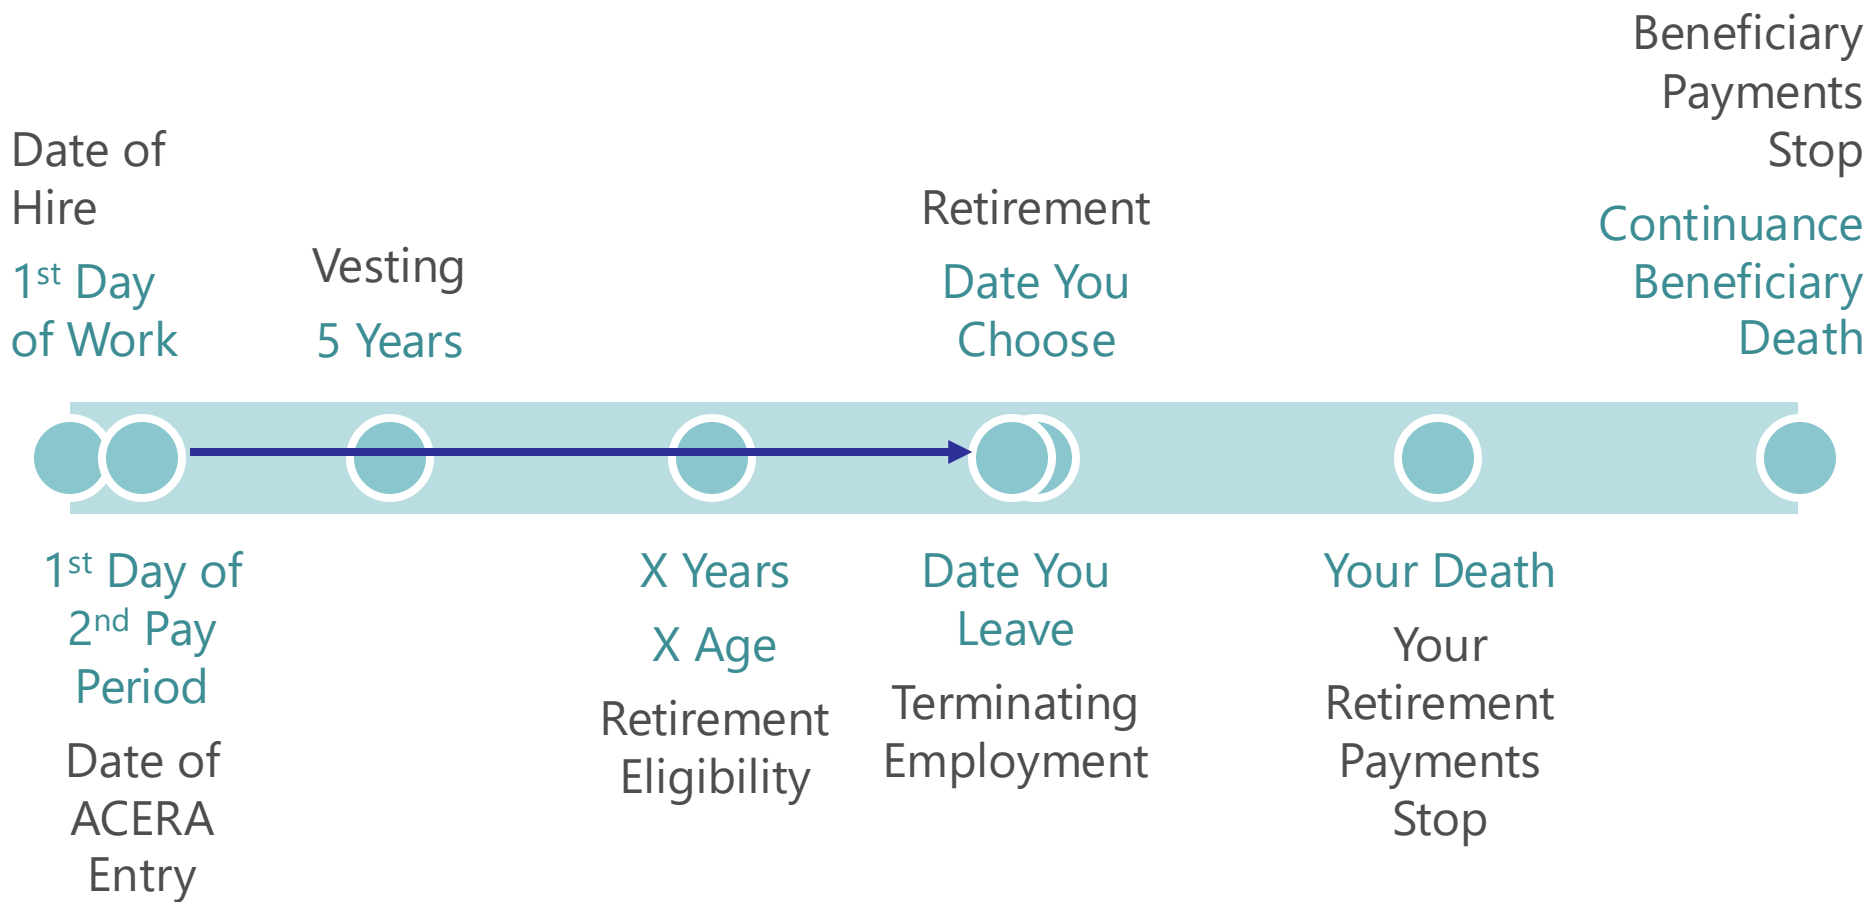 Date of
Hire
1st Day
of Work
Vesting
5 Years
Retirement
Date You
Choose
Beneficiary
Payments
Stop
Continuance
Beneficiary
Death
1st Day of
2nd Pay
Period
Date of
ACERA
Entry
X Years
X Age
Retirement
Eligibility
Date You
Leave
Terminating
Employment
Your Death
Your
Retirement
Payments
Stop